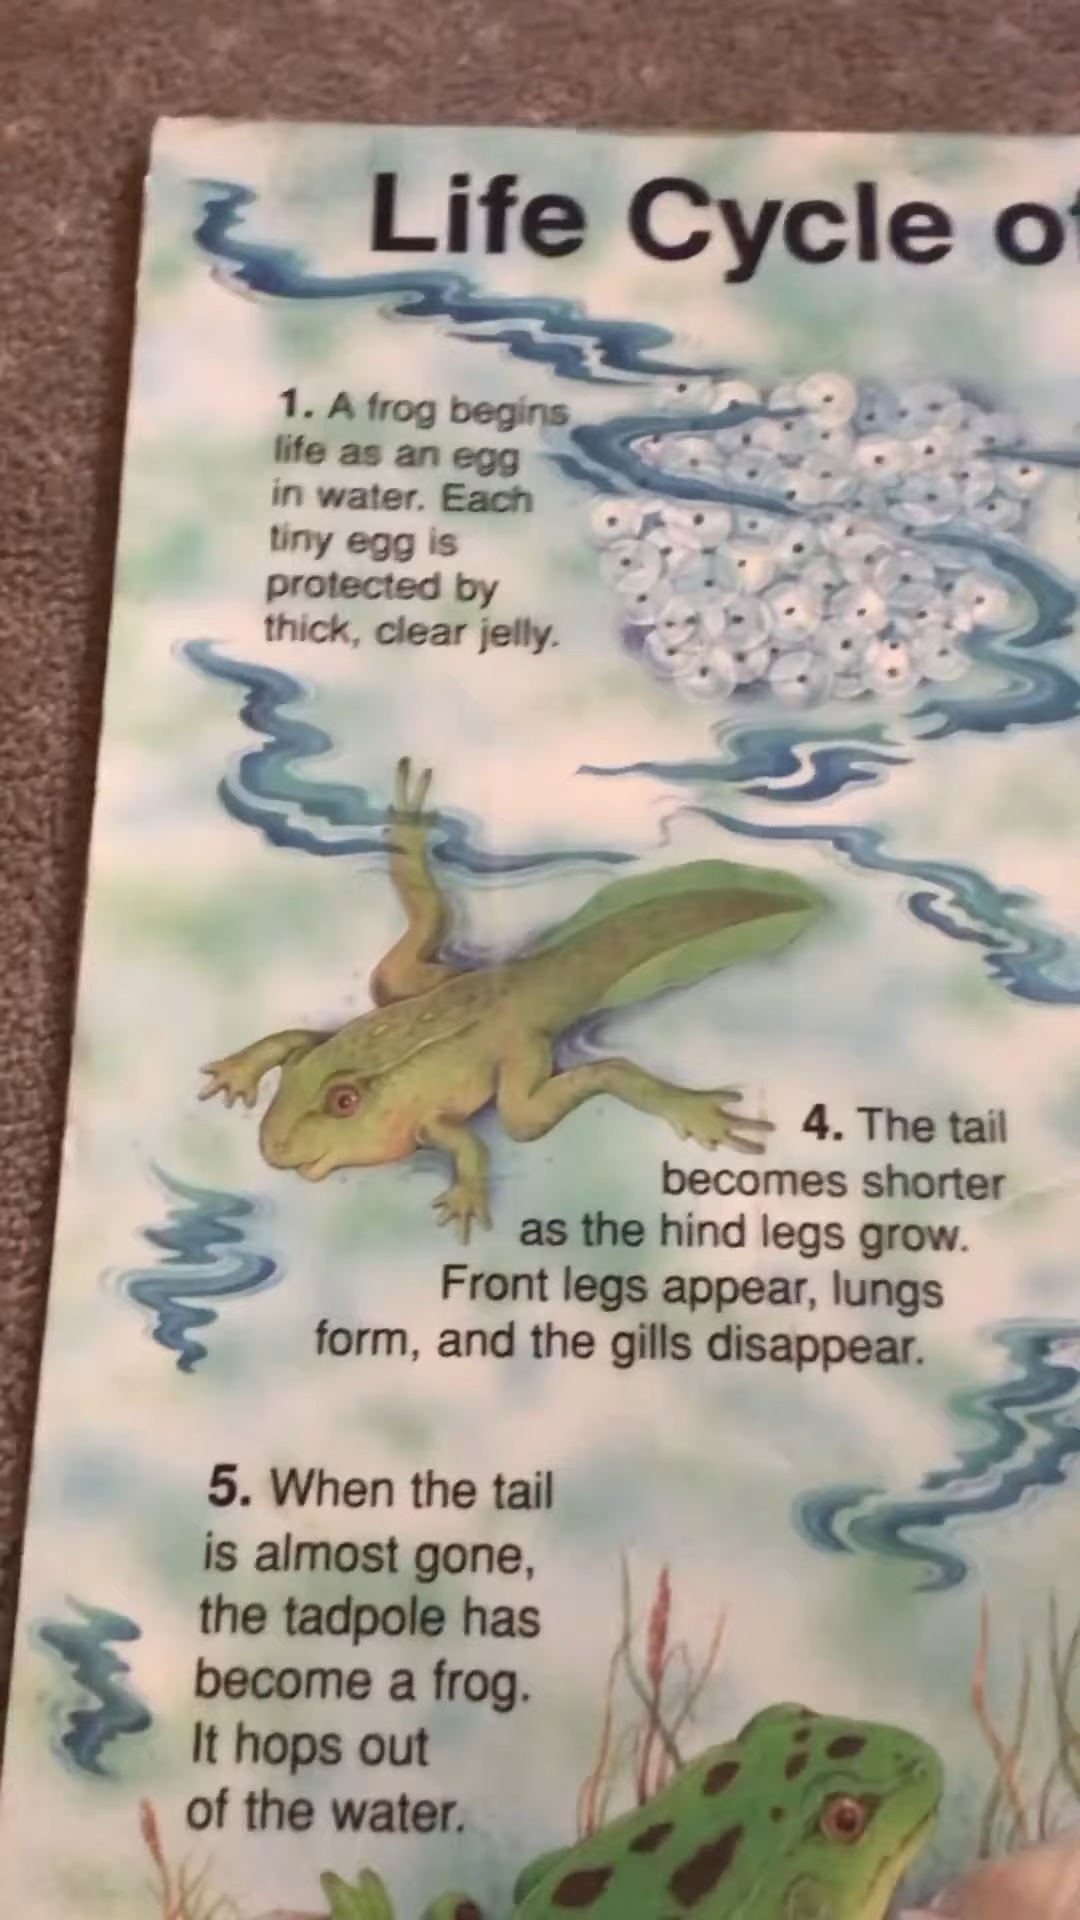 Life Cycle of
1. A frog begins
life as an egg
in water. Each
tiny egg is
protected by
thick, clear jelly.
4. The tail
becomes shorter
as the hind legs grow.
Front legs appear, lungs
form, and the gills disappear.
5. When the tail
is almost gone,
the tadpole has
become a frog.
It hops out
of the water.